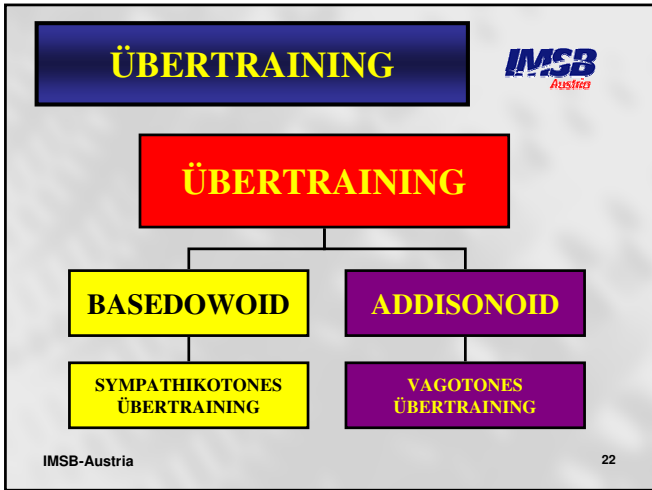 ÜBERTRAINING
IMSB
Austria
ÜBERTRAINING
BASEDOWOID
ADDISONOID
SYMPATHIKOTONES
ÜBERTRAINING
VAGOTONES
ÜBERTRAINING
IMSB-Austria
22